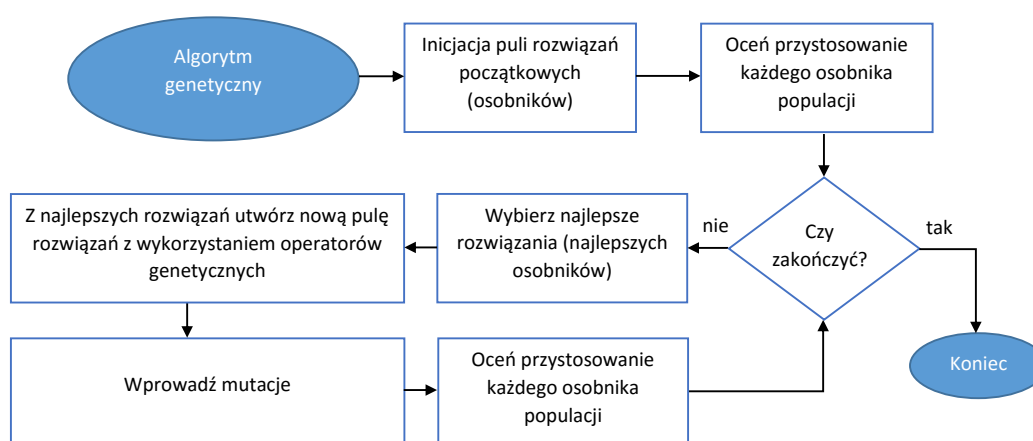 Algorytm
genetyczny
Inicjacja puli rozwiązań
początkowych
(osobników)
Oceń przystosowanie
każdego osobnika
populacji
Czy
zakończyć?
nie
tak
Wybierz najlepsze
rozwiązania (najlepszych
osobników)
Z najlepszych rozwiązań utwórz nową pulę
rozwiązań z wykorzystaniem operatorów
genetycznych
Wprowadź mutacje
Oceń przystosowanie
każdego osobnika
populacji
Koniec